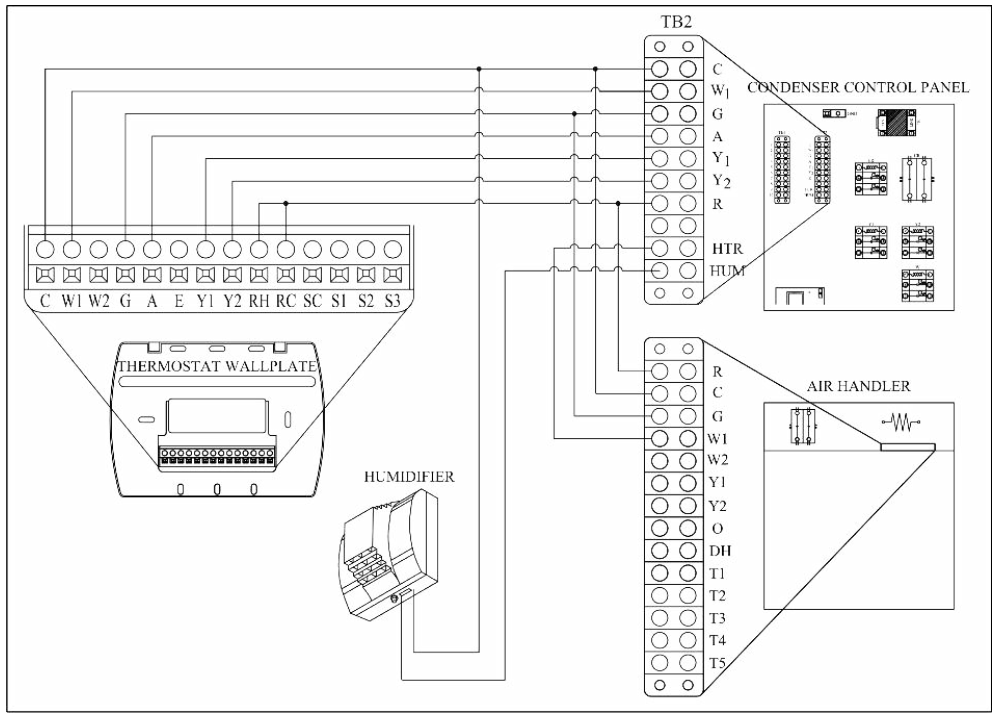 TB2
C
W1
G
A
Y1
Y2
R
HTR
HUM
CONDENSER CONTROL PANEL
C W1 W2 G A E Y1 Y2 RH RC SC S1 S2 S3
THERMOSTAT WALLPLATE
R
C
G
W1
W2
Y1
Y2
O
DH
T1
T2
T3
T4
T5
AIR HANDLER
HUMIDIFIER